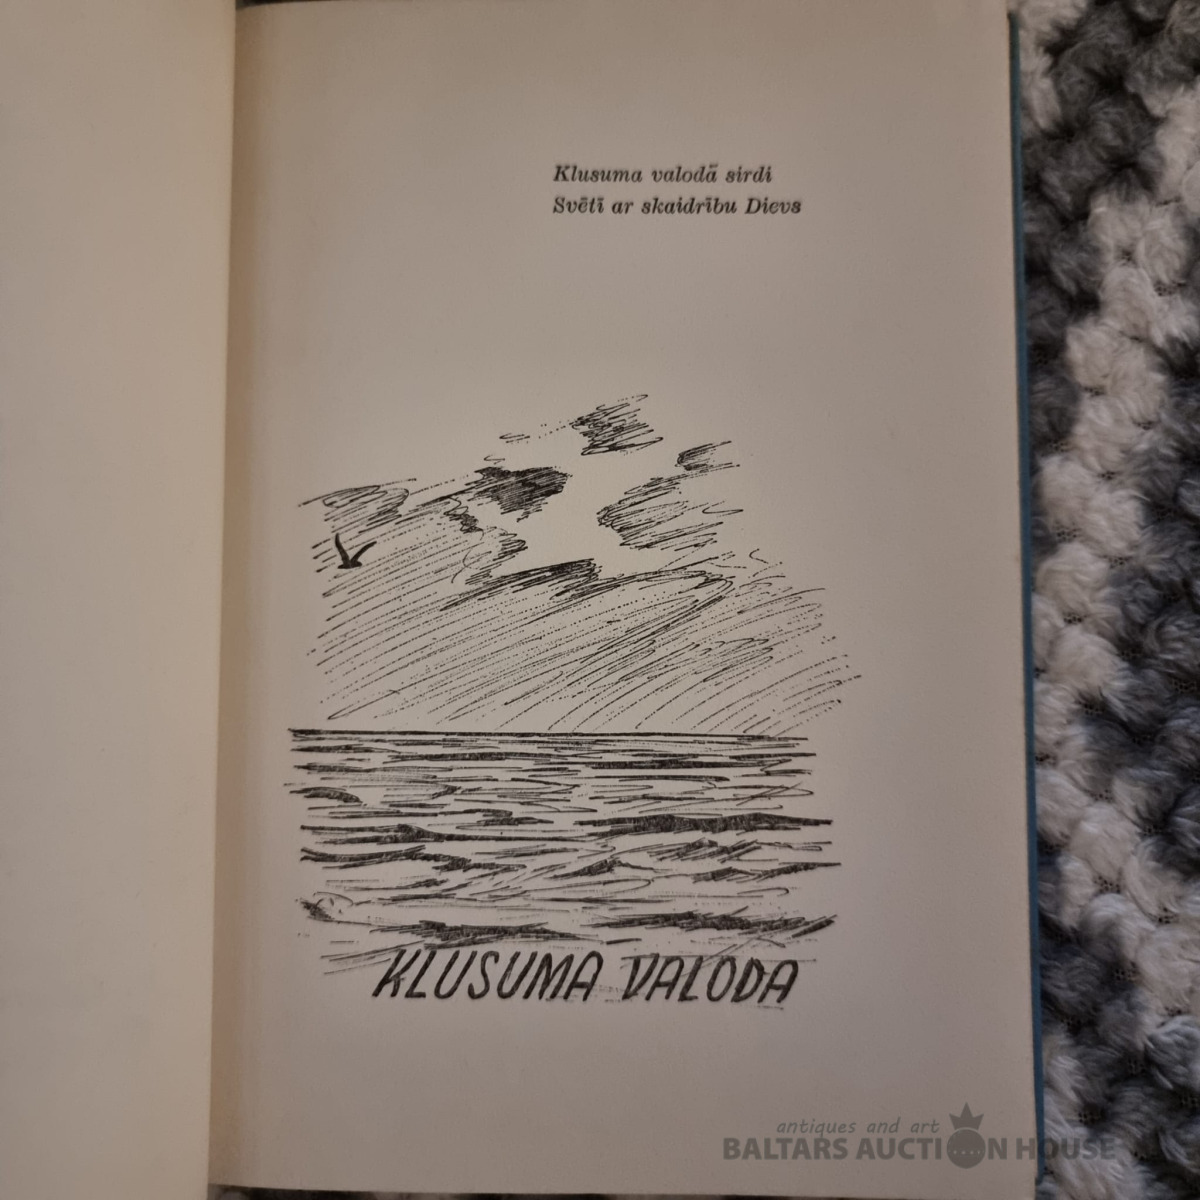 Klusuma valodā sirdi
Svētī ar skaidrību Dievs
KLUSUMA VALODA
antiques and art
BALTARS AUCTION HOUSE